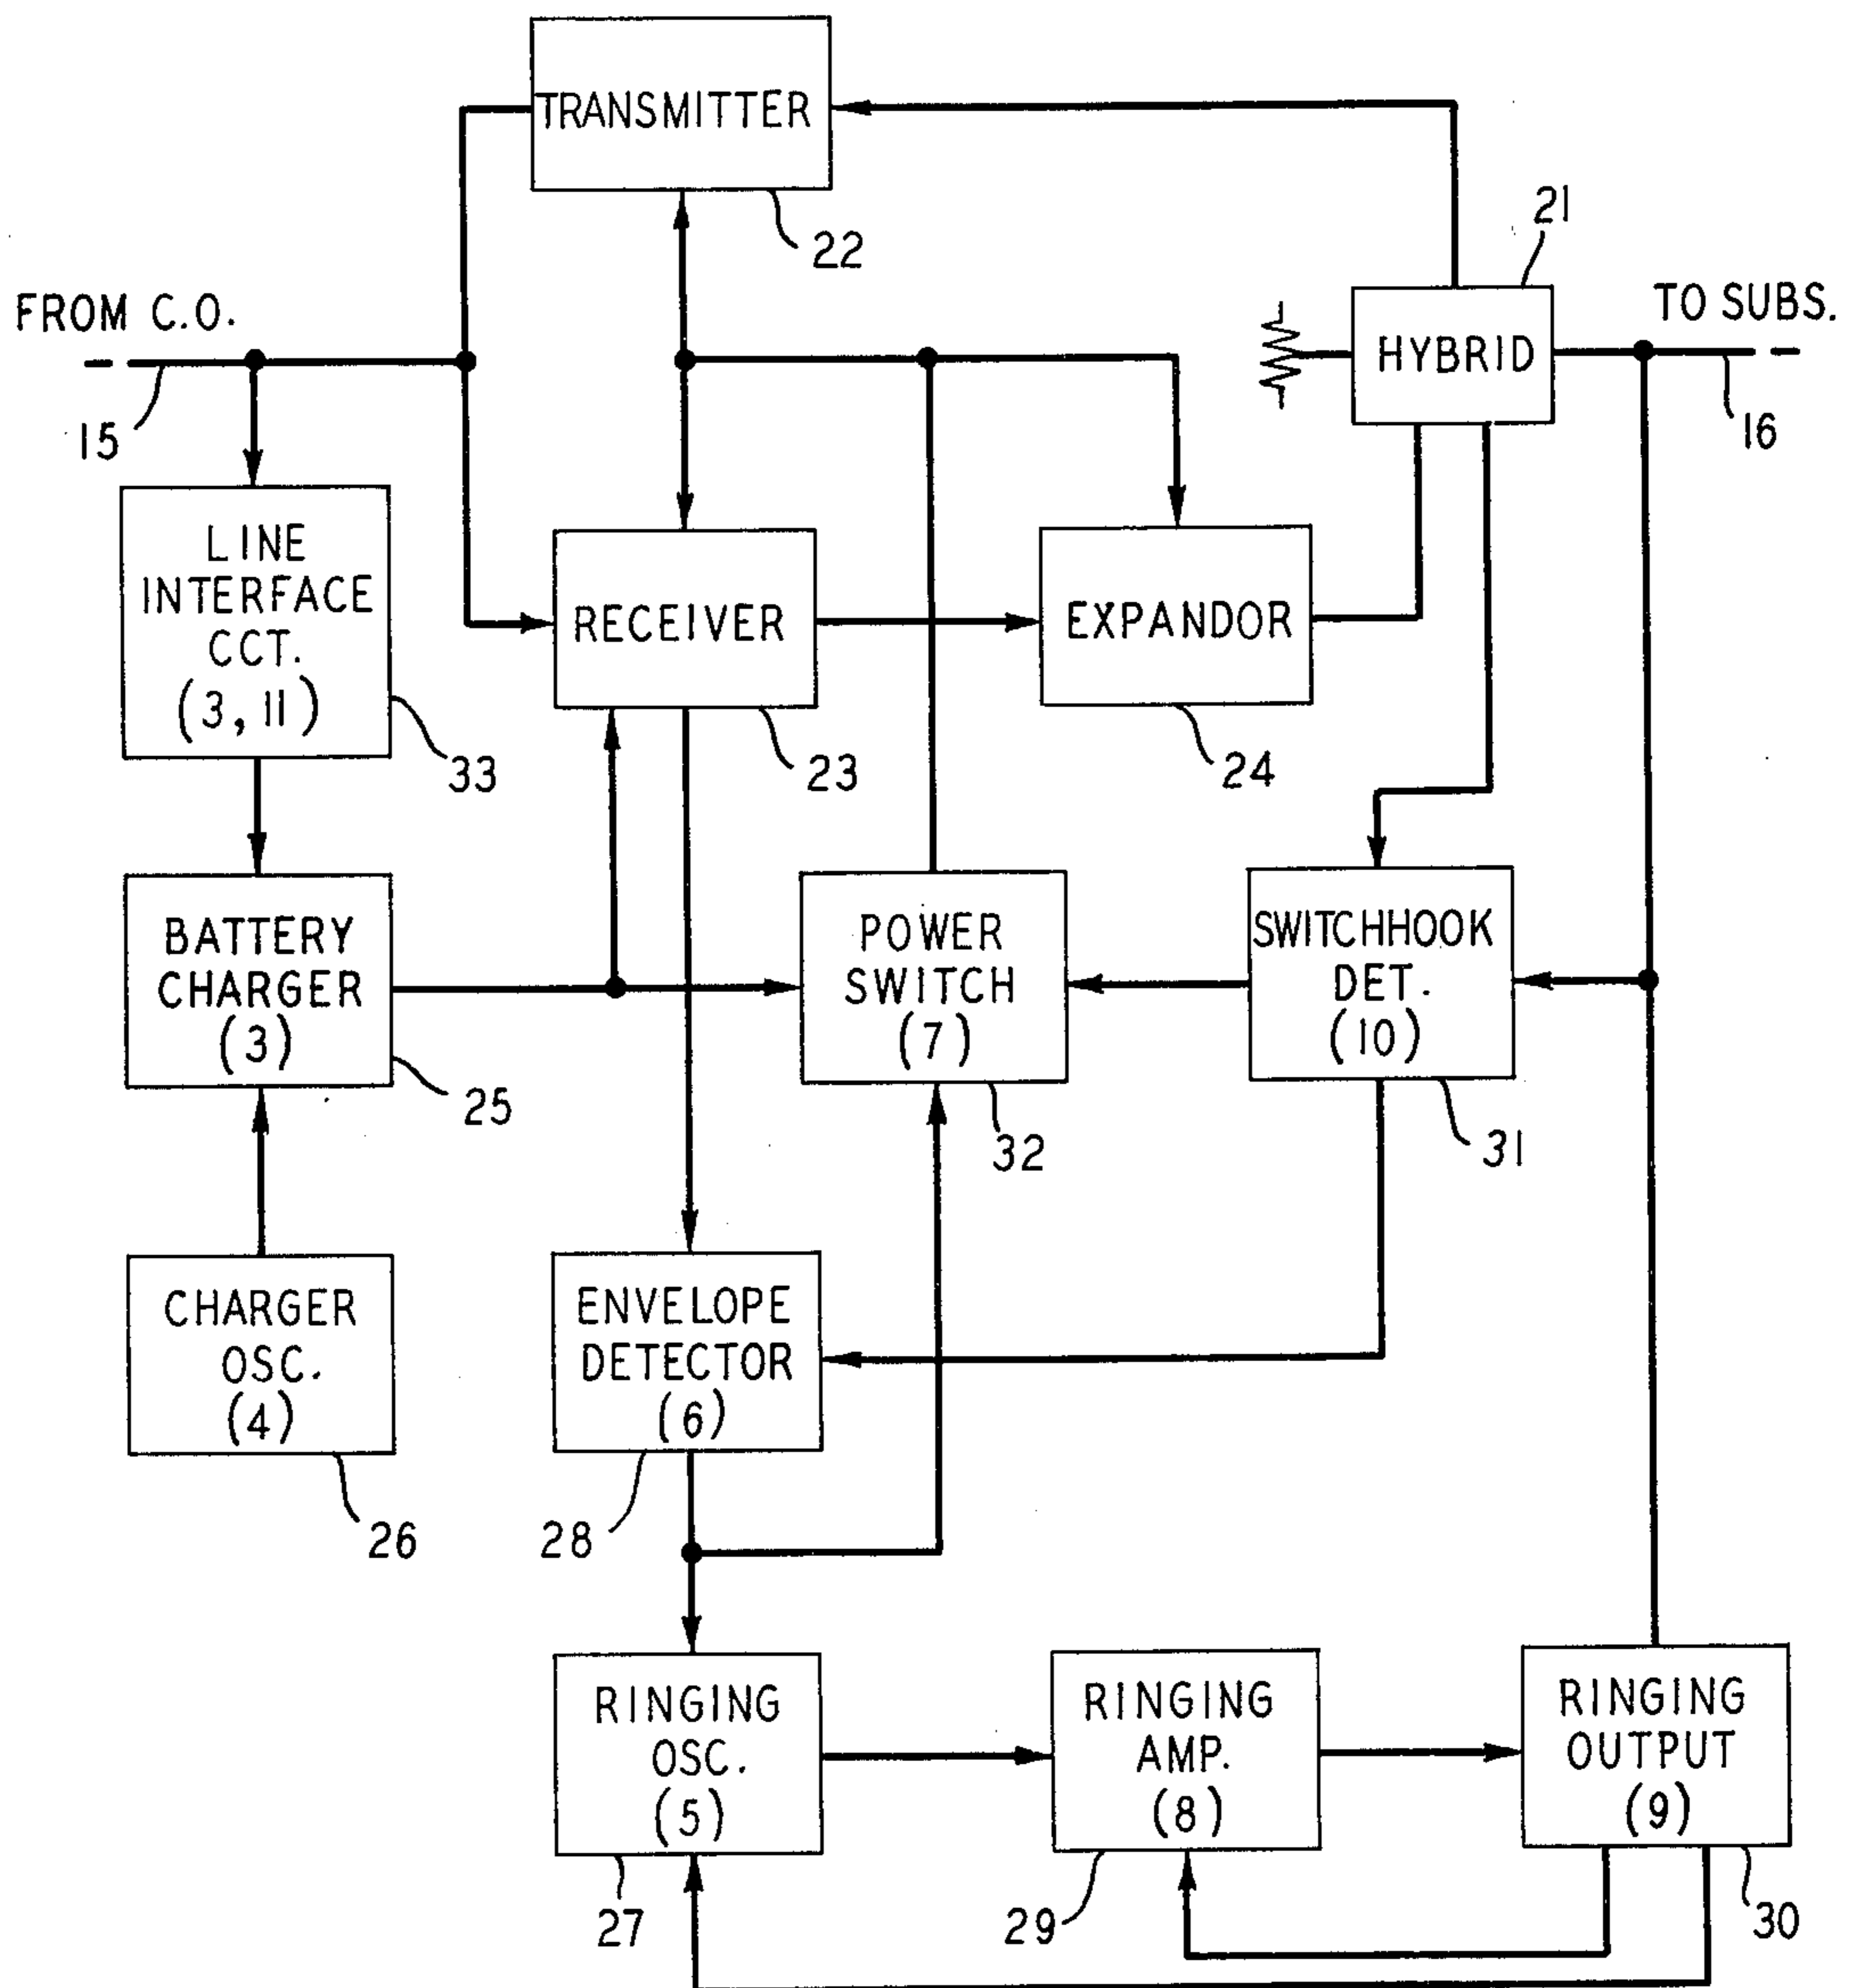 TRANSMITTER
22
21
FROM C.O.
HYBRID
TO SUBS.
15
16
LINE
INTERFACE
CCT.
(3, 11)
33
RECEIVER
23
EXPANDOR
24
BATTERY
CHARGER
(3)
25
POWER
SWITCH
(7)
32
SWITCHHOOK
DET.
(10)
31
CHARGER
OSC.
(4)
26
ENVELOPE
DETECTOR
(6)
28
RINGING
OSC.
(5)
27
RINGING
AMP.
(8)
29
RINGING
OUTPUT
(9)
30